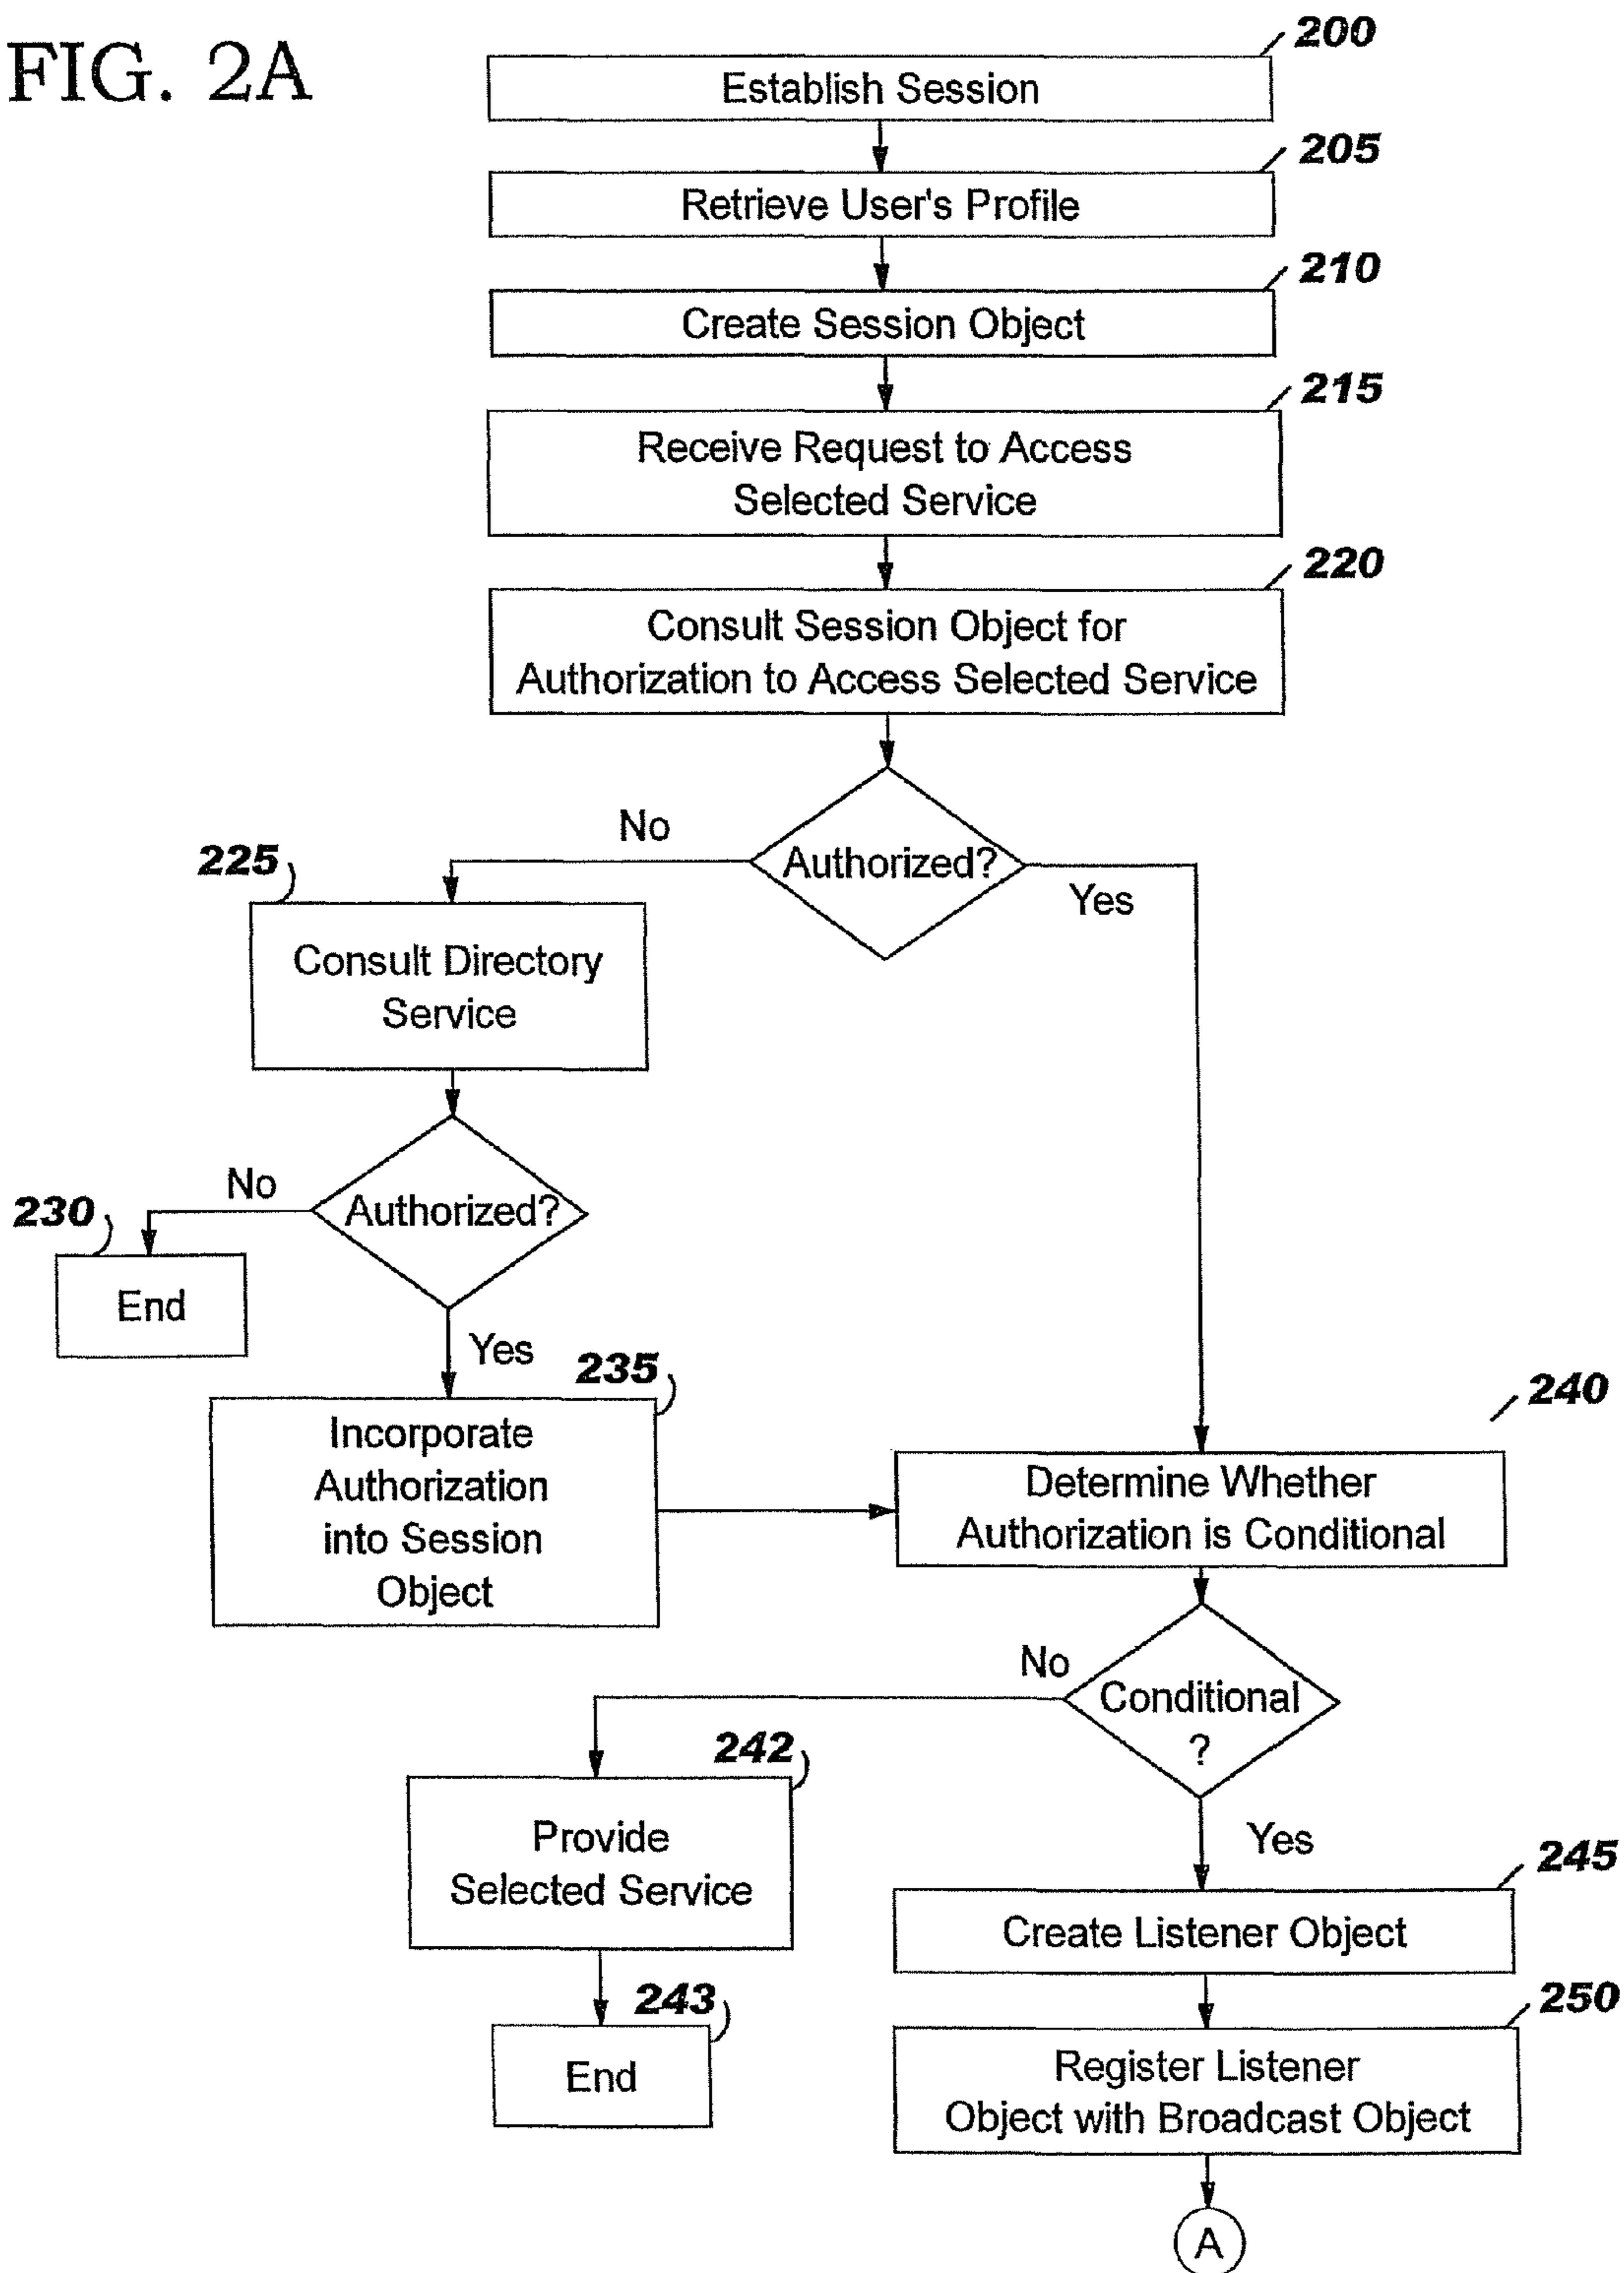 FIG. 2A
200
Establish Session
205
Retrieve User's Profile
210
Create Session Object
215
Receive Request to Access
Selected Service
220
Consult Session Object for
Authorization to Access Selected Service
Authorized?
No
Yes
225
Consult Directory
Service
Authorized?
No
Yes
230
End
235
Incorporate
Authorization
into Session
Object
240
Determine Whether
Authorization is Conditional
Conditional
?
No
Yes
242
Provide
Selected Service
243
End
245
Create Listener Object
250
Register Listener
Object with Broadcast Object
A